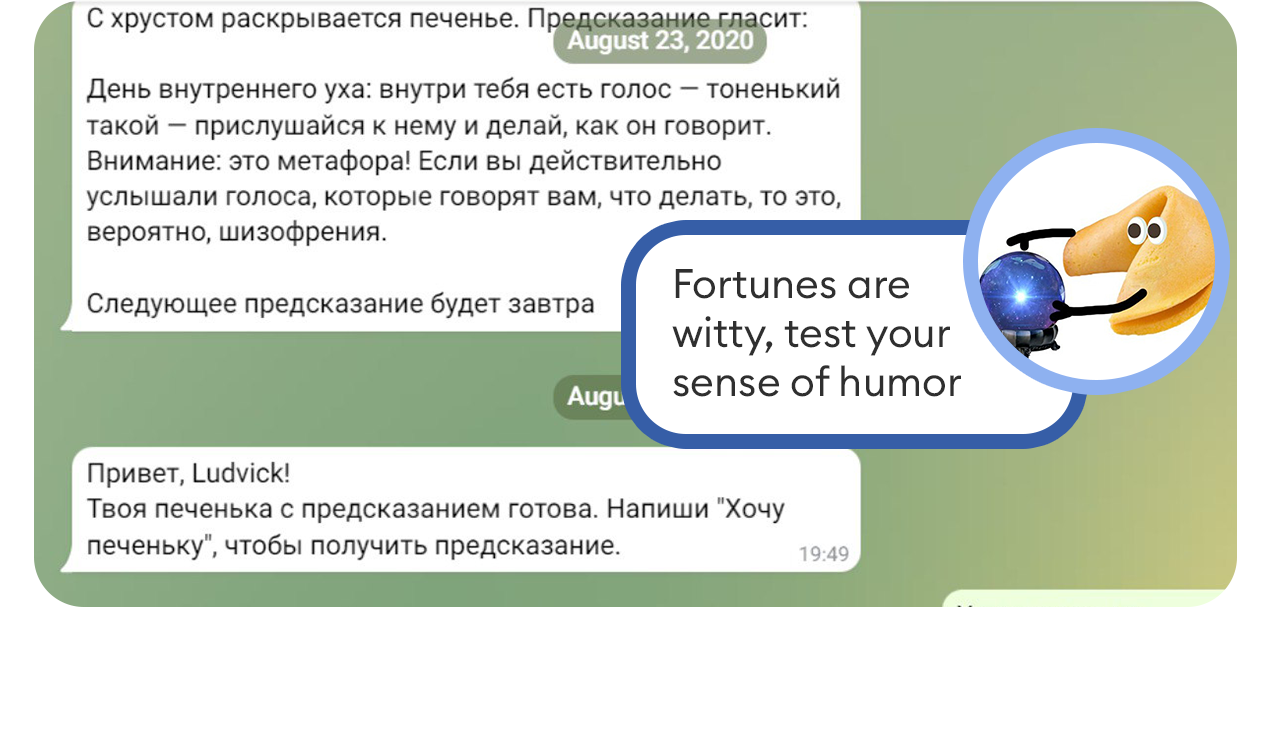 С хрустом раскрывается печенье. Предсказание гласит:
August 23, 2020
День внутреннего уха: внутри тебя есть голос — тоненький
такой — прислушайся к нему и делай, как он говорит.
Внимание: это метафора! Если вы действительно
услышали голоса, которые говорят вам, что делать, то это,
вероятно, шизофрения.
Следующее предсказание будет завтра
Fortunes are
witty, test your
sense of humor
Привет, Ludvick!
Твоя печенька с предсказанием готова. Напиши "Хочу
печеньку", чтобы получить предсказание.
19:49